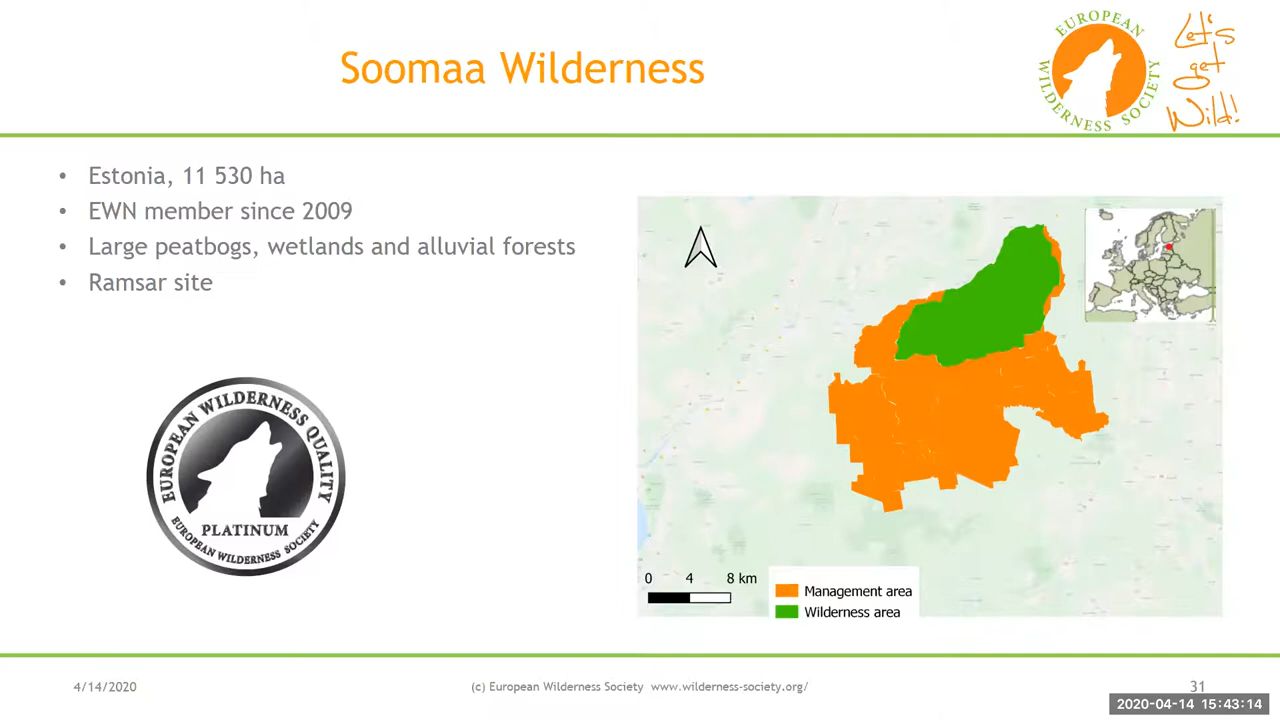 Soomaa Wilderness
EUROPEAN
WILDERNESS SOCIETY
Let's
get
Wild!
• Estonia, 11 530 ha
• EWN member since 2009
• Large peatbogs, wetlands and alluvial forests
• Ramsar site
EUROPEAN WILDERNESS QUALITY
PLATINUM
EUROPEAN WILDERNESS SOCIETY
0 4 8 km
Management area
Wilderness area
4/14/2020
(c) European Wilderness Society www.wilderness-society.org/
31
2020-04-14 15:43:14